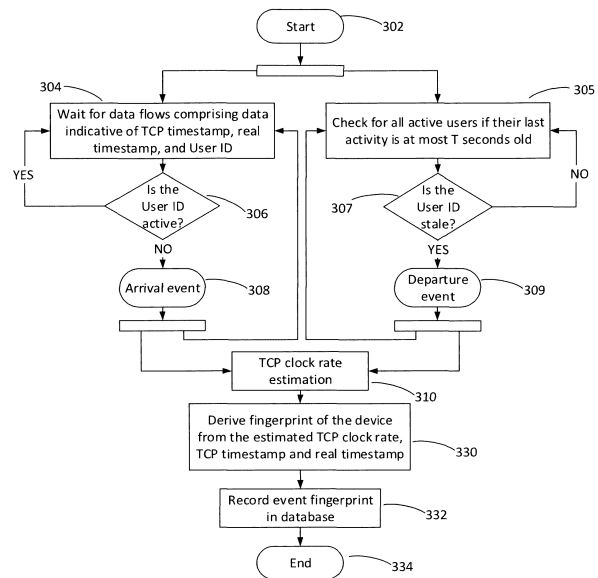 Start
302
304
Wait for data flows comprising data
indicative of TCP timestamp, real
timestamp, and User ID
305
Check for all active users if their last
activity is at most T seconds old
YES
Is the
User ID
active?
306
NO
307
Is the
User ID
stale?
NO
YES
Arrival event
308
Departure
event
309
TCP clock rate
estimation
310
Derive fingerprint of the device
from the estimated TCP clock rate,
TCP timestamp and real timestamp
330
Record event fingerprint
in database
332
End
334